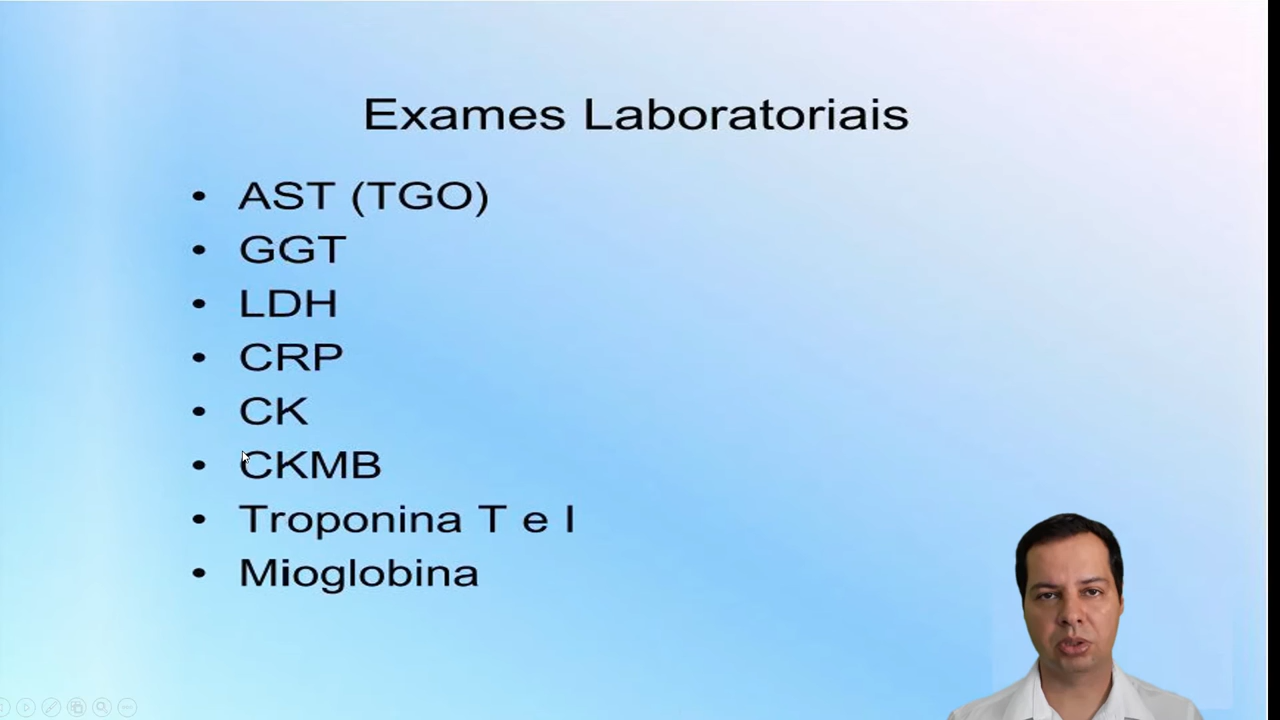 Exames Laboratoriais
• AST (TGO)
• GGT
• LDH
• CRP
• CK
• CKMB
• Troponina T e I
• Mioglobina